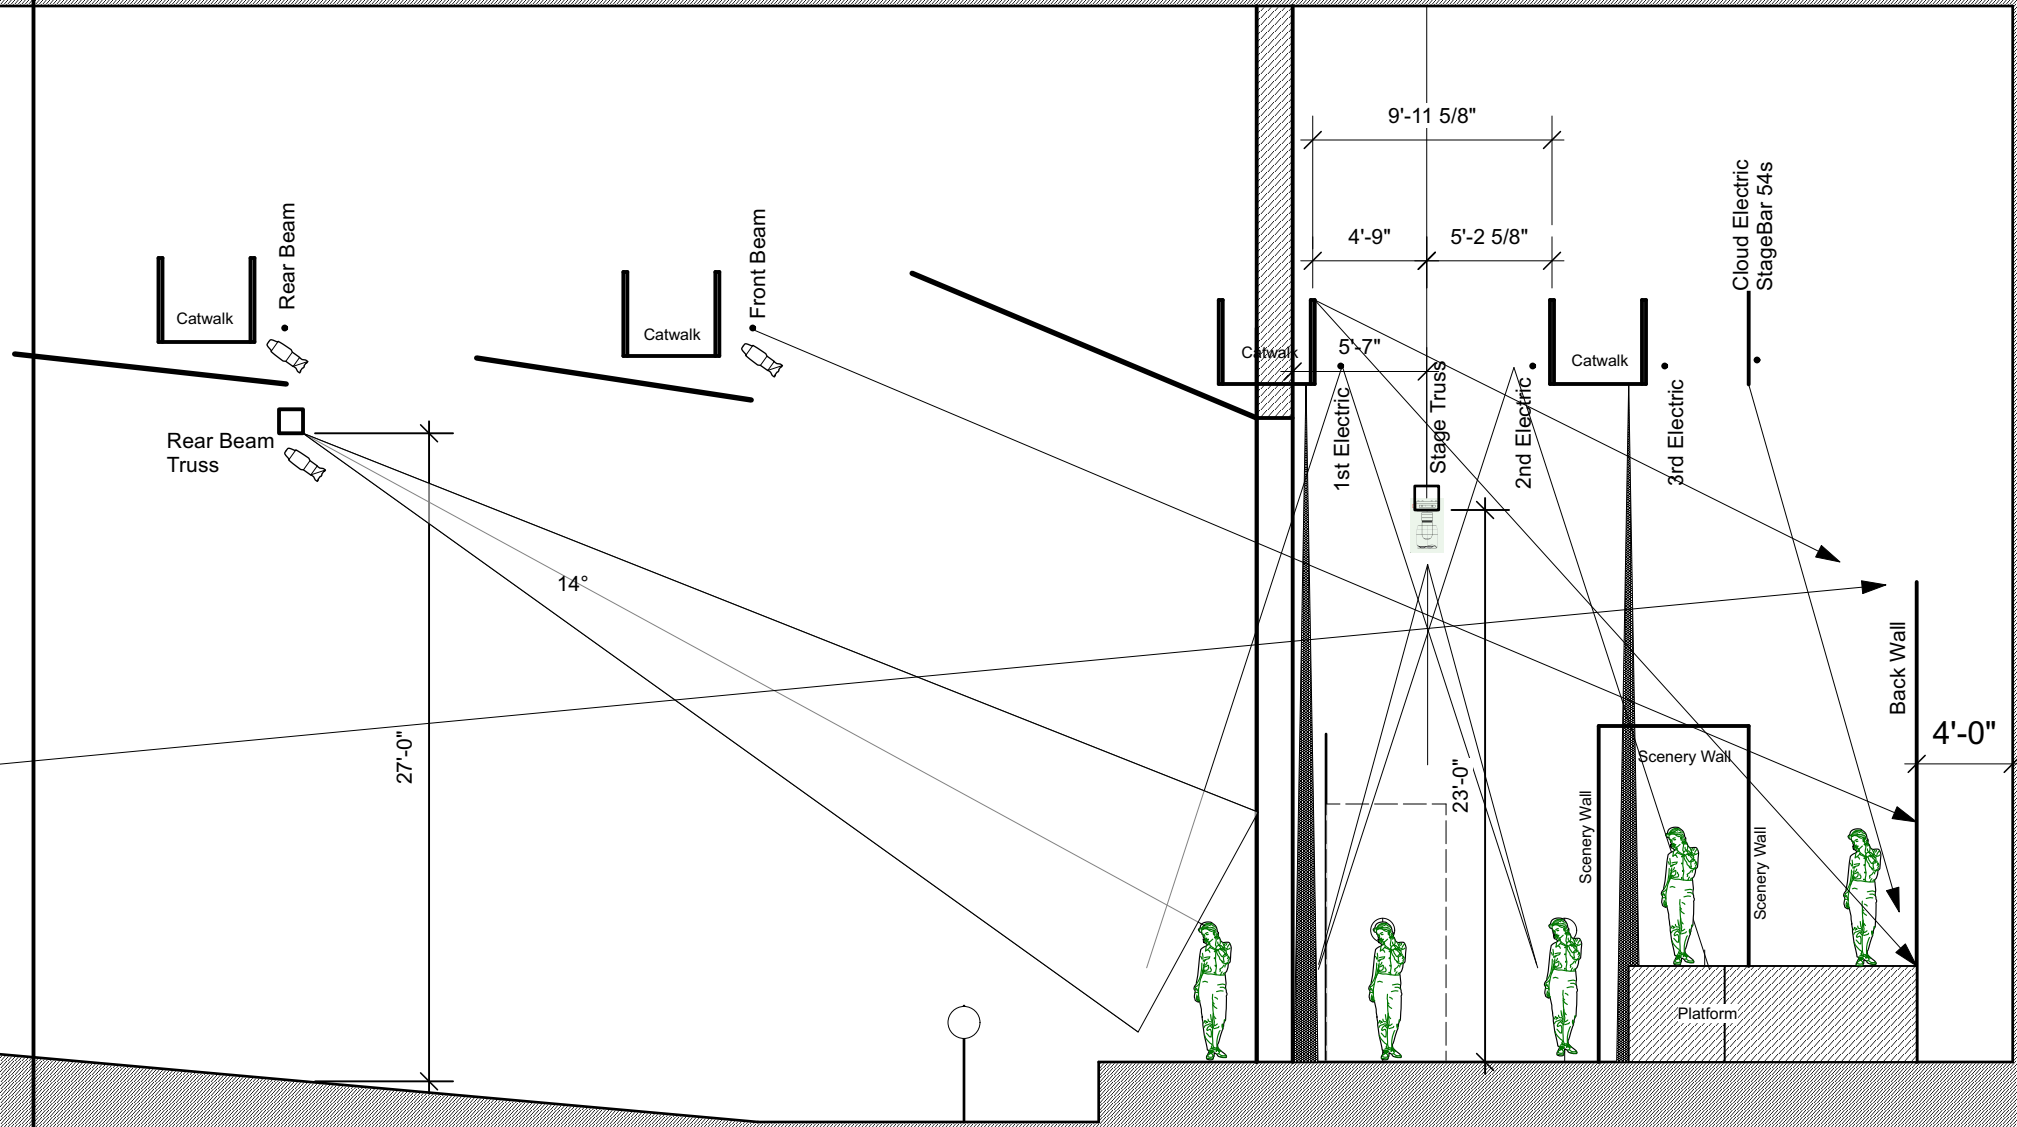 9'-11 5/8"
4'-9"
5'-2 5/8"
Cloud Electric
StageBar 54s
Rear Beam
Front Beam
Catwalk
Catwalk
Catwalk
5'-7"
Catwalk
1st Electric
Stage Truss
2nd Electric
3rd Electric
Rear Beam
Truss
14°
27'-0"
23'-0"
Back Wall
4'-0"
Scenery Wall
Scenery Wall
Scenery Wall
Platform